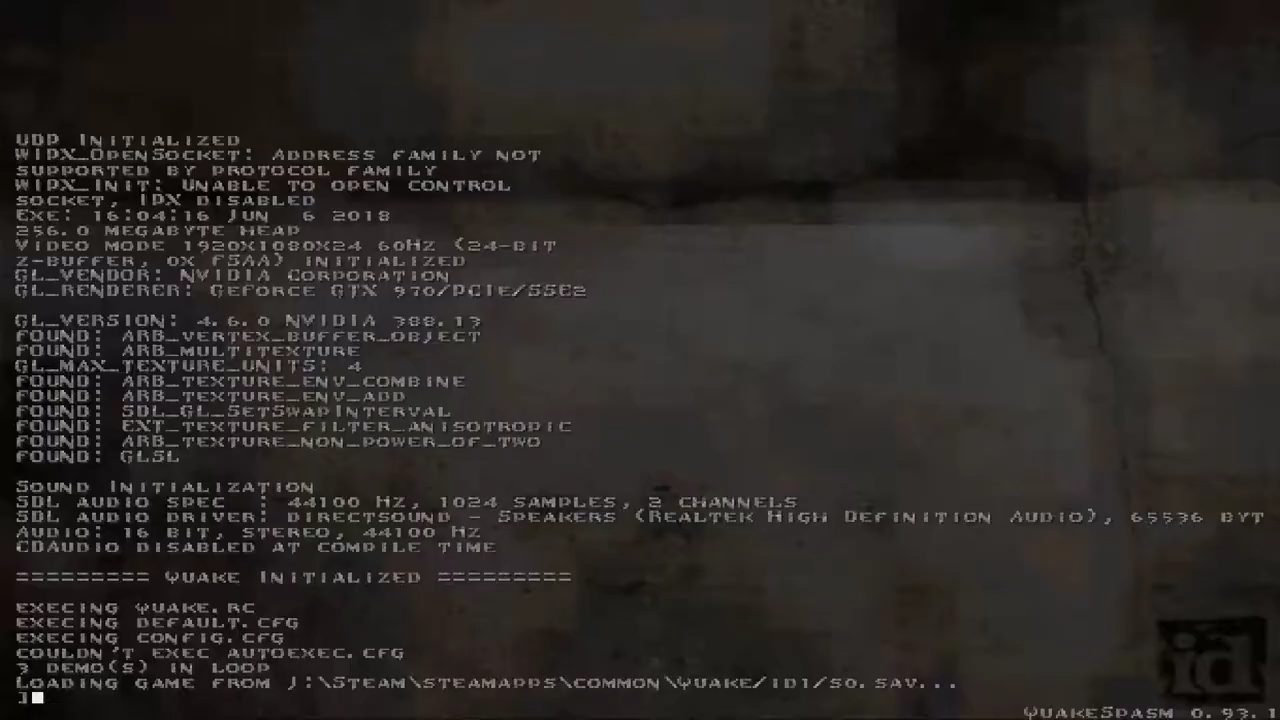 UDP Initialized
WIPX_OpenSocket: Address family not
supported by protocol family
WIPX_Init: Unable to open control
socket, IPX disabled
Exe: 16:04:16 Jun  6 2018
256.0 megabyte heap
Video mode 1920x1080x24 60Hz (24-bit
z-buffer, 0x FSAA) initialized
GL_VENDOR: NVIDIA Corporation
GL_RENDERER: GeForce GTX 970/PCIe/SSE2
GL_VERSION: 4.6.0 NVIDIA 388.13
FOUND: ARB_vertex_buffer_object
FOUND: ARB_multitexture
GL_MAX_TEXTURE_UNITS: 4
FOUND: ARB_texture_env_combine
FOUND: ARB_texture_env_add
FOUND: SDL_GL_SetSwapInterval
FOUND: EXT_texture_filter_anisotropic
FOUND: ARB_texture_non_power_of_two
FOUND: GLSL
Sound Initialization
SDL audio spec  : 44100 Hz, 1024 samples, 2 channels
SDL audio driver: directsound - Speakers (Realtek High Definition Audio), 65536 byt
Audio: 16 bit, stereo, 44100 Hz
CDAudio disabled at compile time
========= Quake Initialized =========
execing quake.rc
execing default.cfg
execing config.cfg
couldn't exec autoexec.cfg
3 demo(s) in loop
Loading game from J:\Steam\steamapps\common\Quake/id1/s0.sav...
]
id
QuakeSpasm 0.93.1